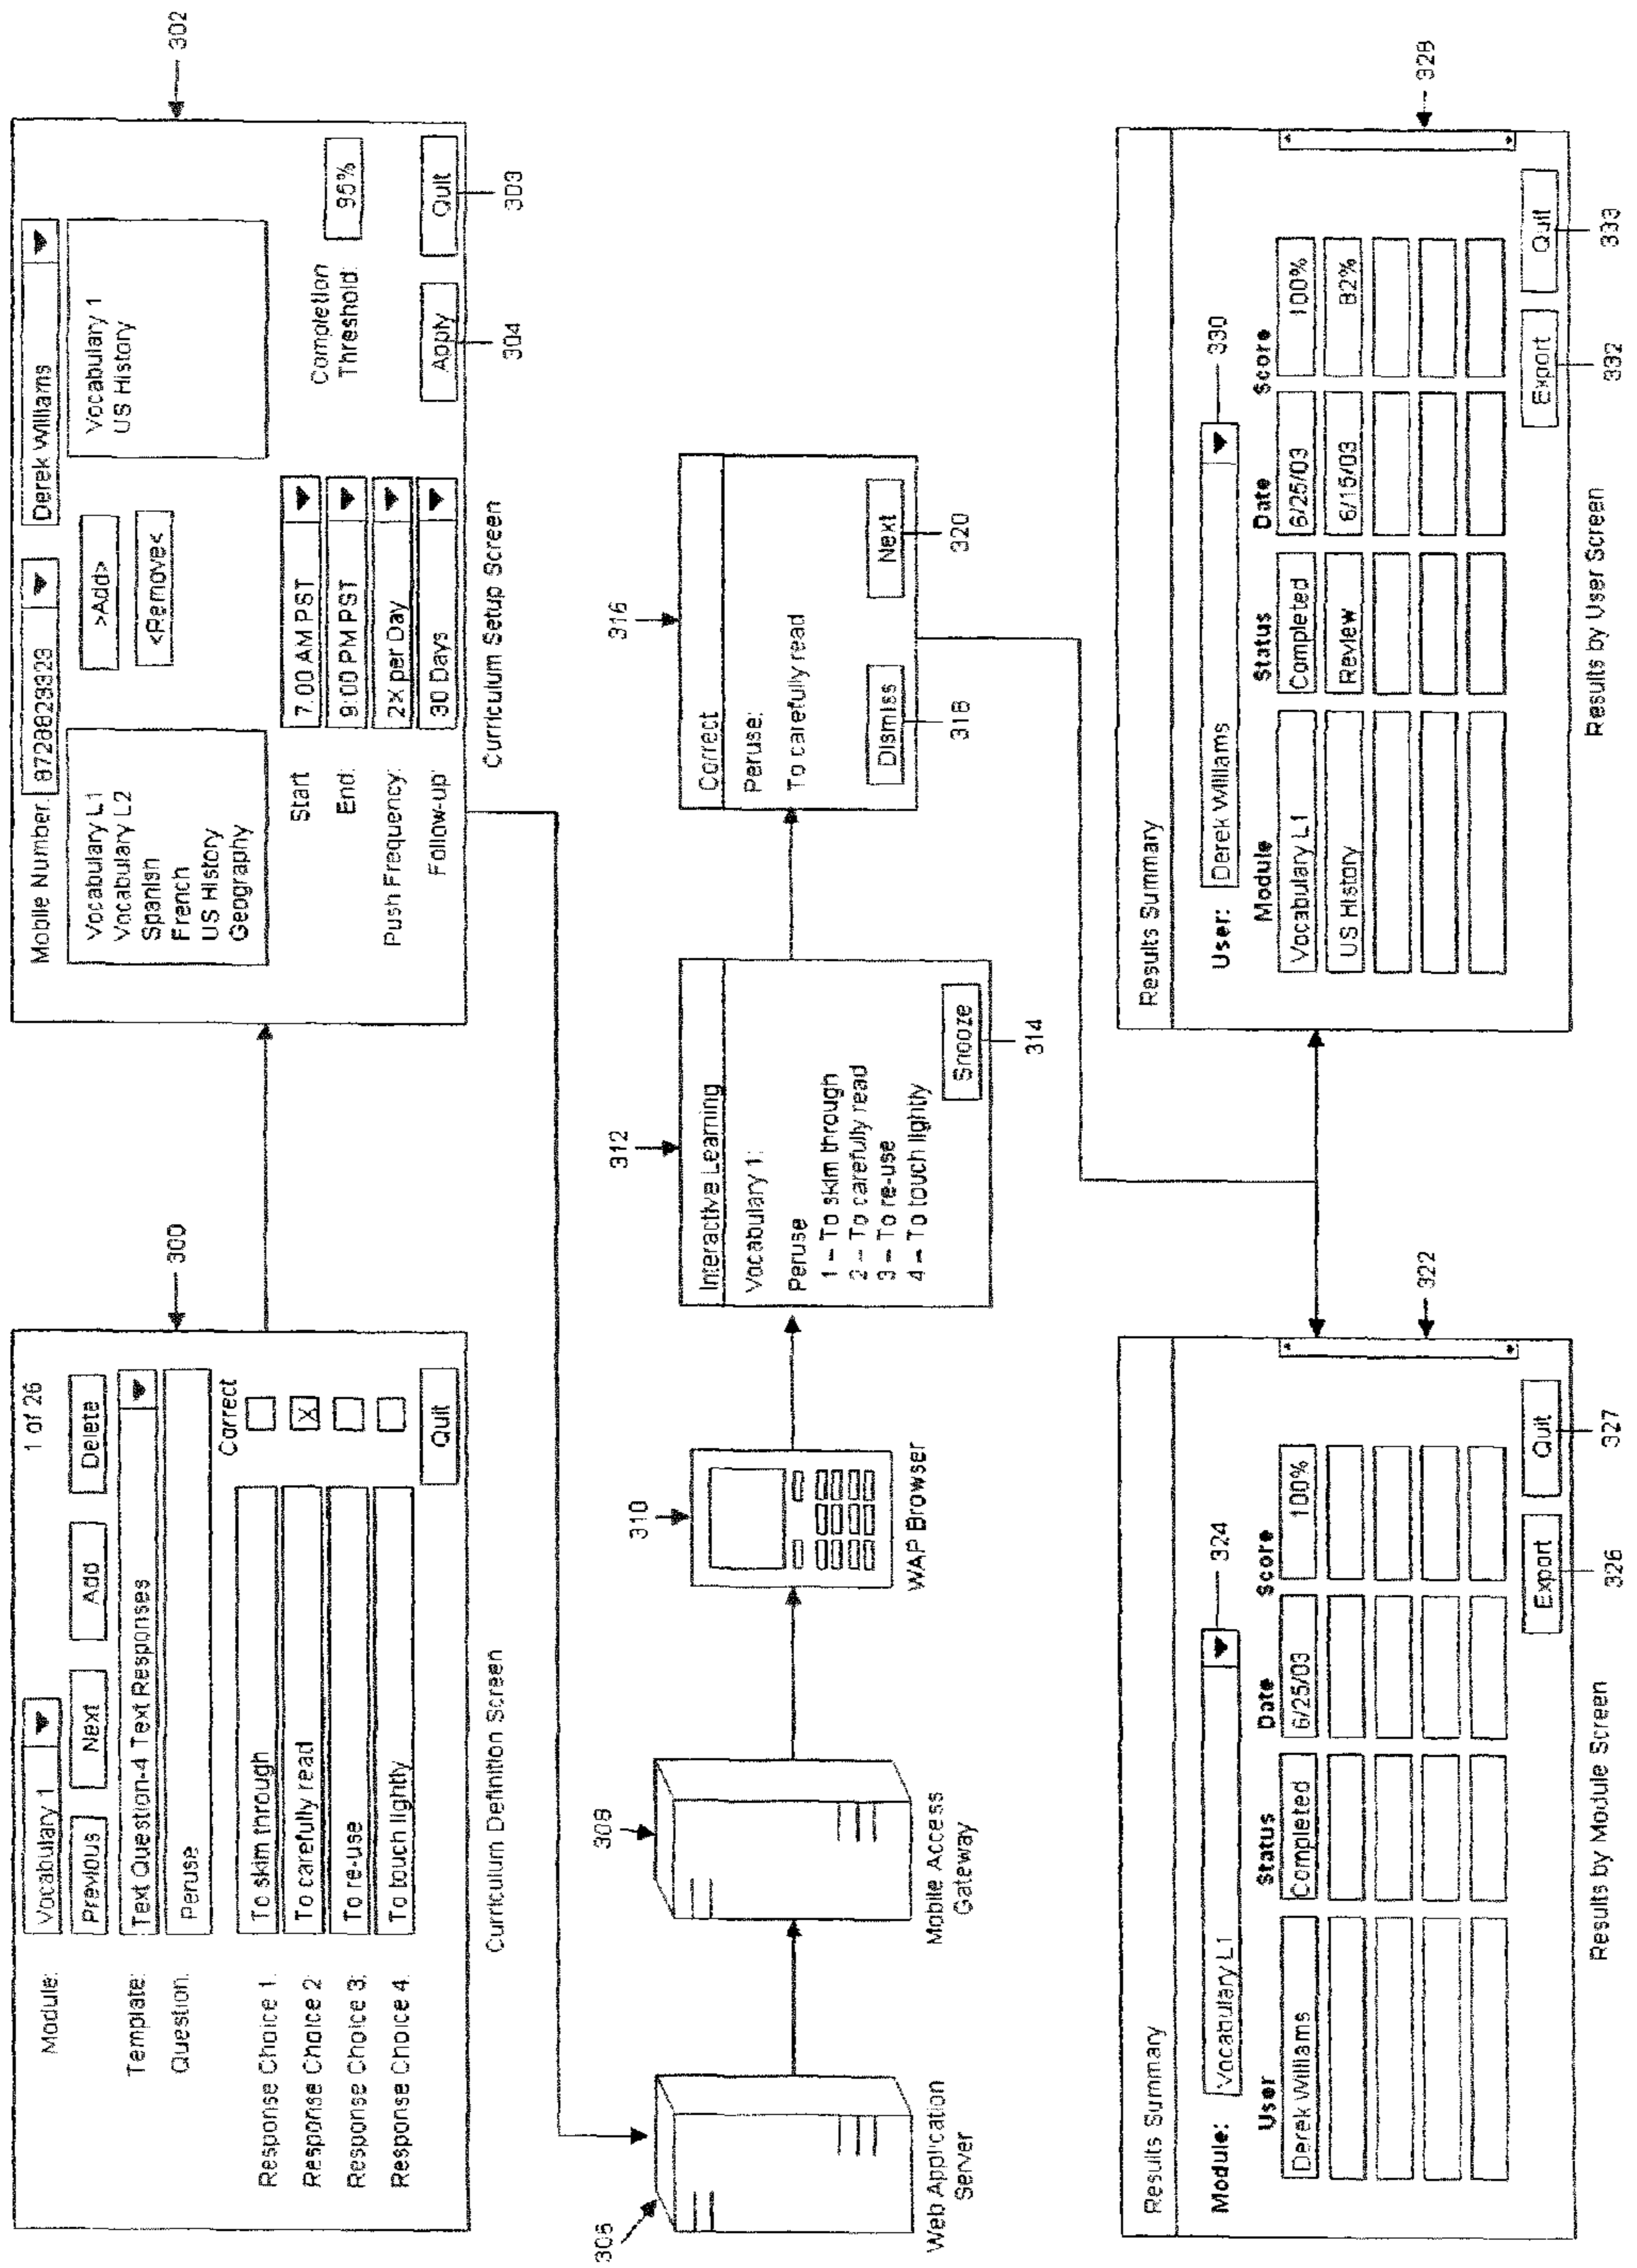 Module:
Vocabulary 1
1 of 26
Previous
Next
Add
Delete
Template:
Text Question-4 Text Responses
Question:
Peruse
Correct
Response Choice 1:
To skim through
Response Choice 2:
To carefully read
X
Response Choice 3:
To re-use
Response Choice 4:
To touch lightly
Quit
Curriculum Definition Screen
300
Mobile Number:
Derek Williams
Vocabulary L1
Vocabulary L2
Spanish
French
US History
Geography
>Add>
<Remove<
Vocabulary 1
US History
Start
7:00 AM PST
End:
9:00 PM PST
Push Frequency:
2X per Day
Follow-up:
30 Days
Completion
Threshold:
Apply
Quit
304
303
Curriculum Setup Screen
302
306
Web Application
Server
308
Mobile Access
Gateway
310
WAP Browser
312
Interactive Learning
Vocabulary 1:
Peruse
1 – To skim through
2 – To carefully read
3 – To re-use
4 – To touch lightly
Snooze
314
316
Correct
Peruse:
To carefully read
Dismiss
Next
318
320
Results Summary
Module:
Vocabulary L1
324
User
Status
Date
Score
Derek Williams
Completed
6/25/03
100%
Export
Quit
326
327
Results by Module Screen
322
Results Summary
User:
Derek Williams
330
Module
Status
Date
Score
Vocabulary L1
Completed
6/25/03
100%
US History
Review
6/15/03
82%
Export
Quit
332
333
Results by User Screen
328